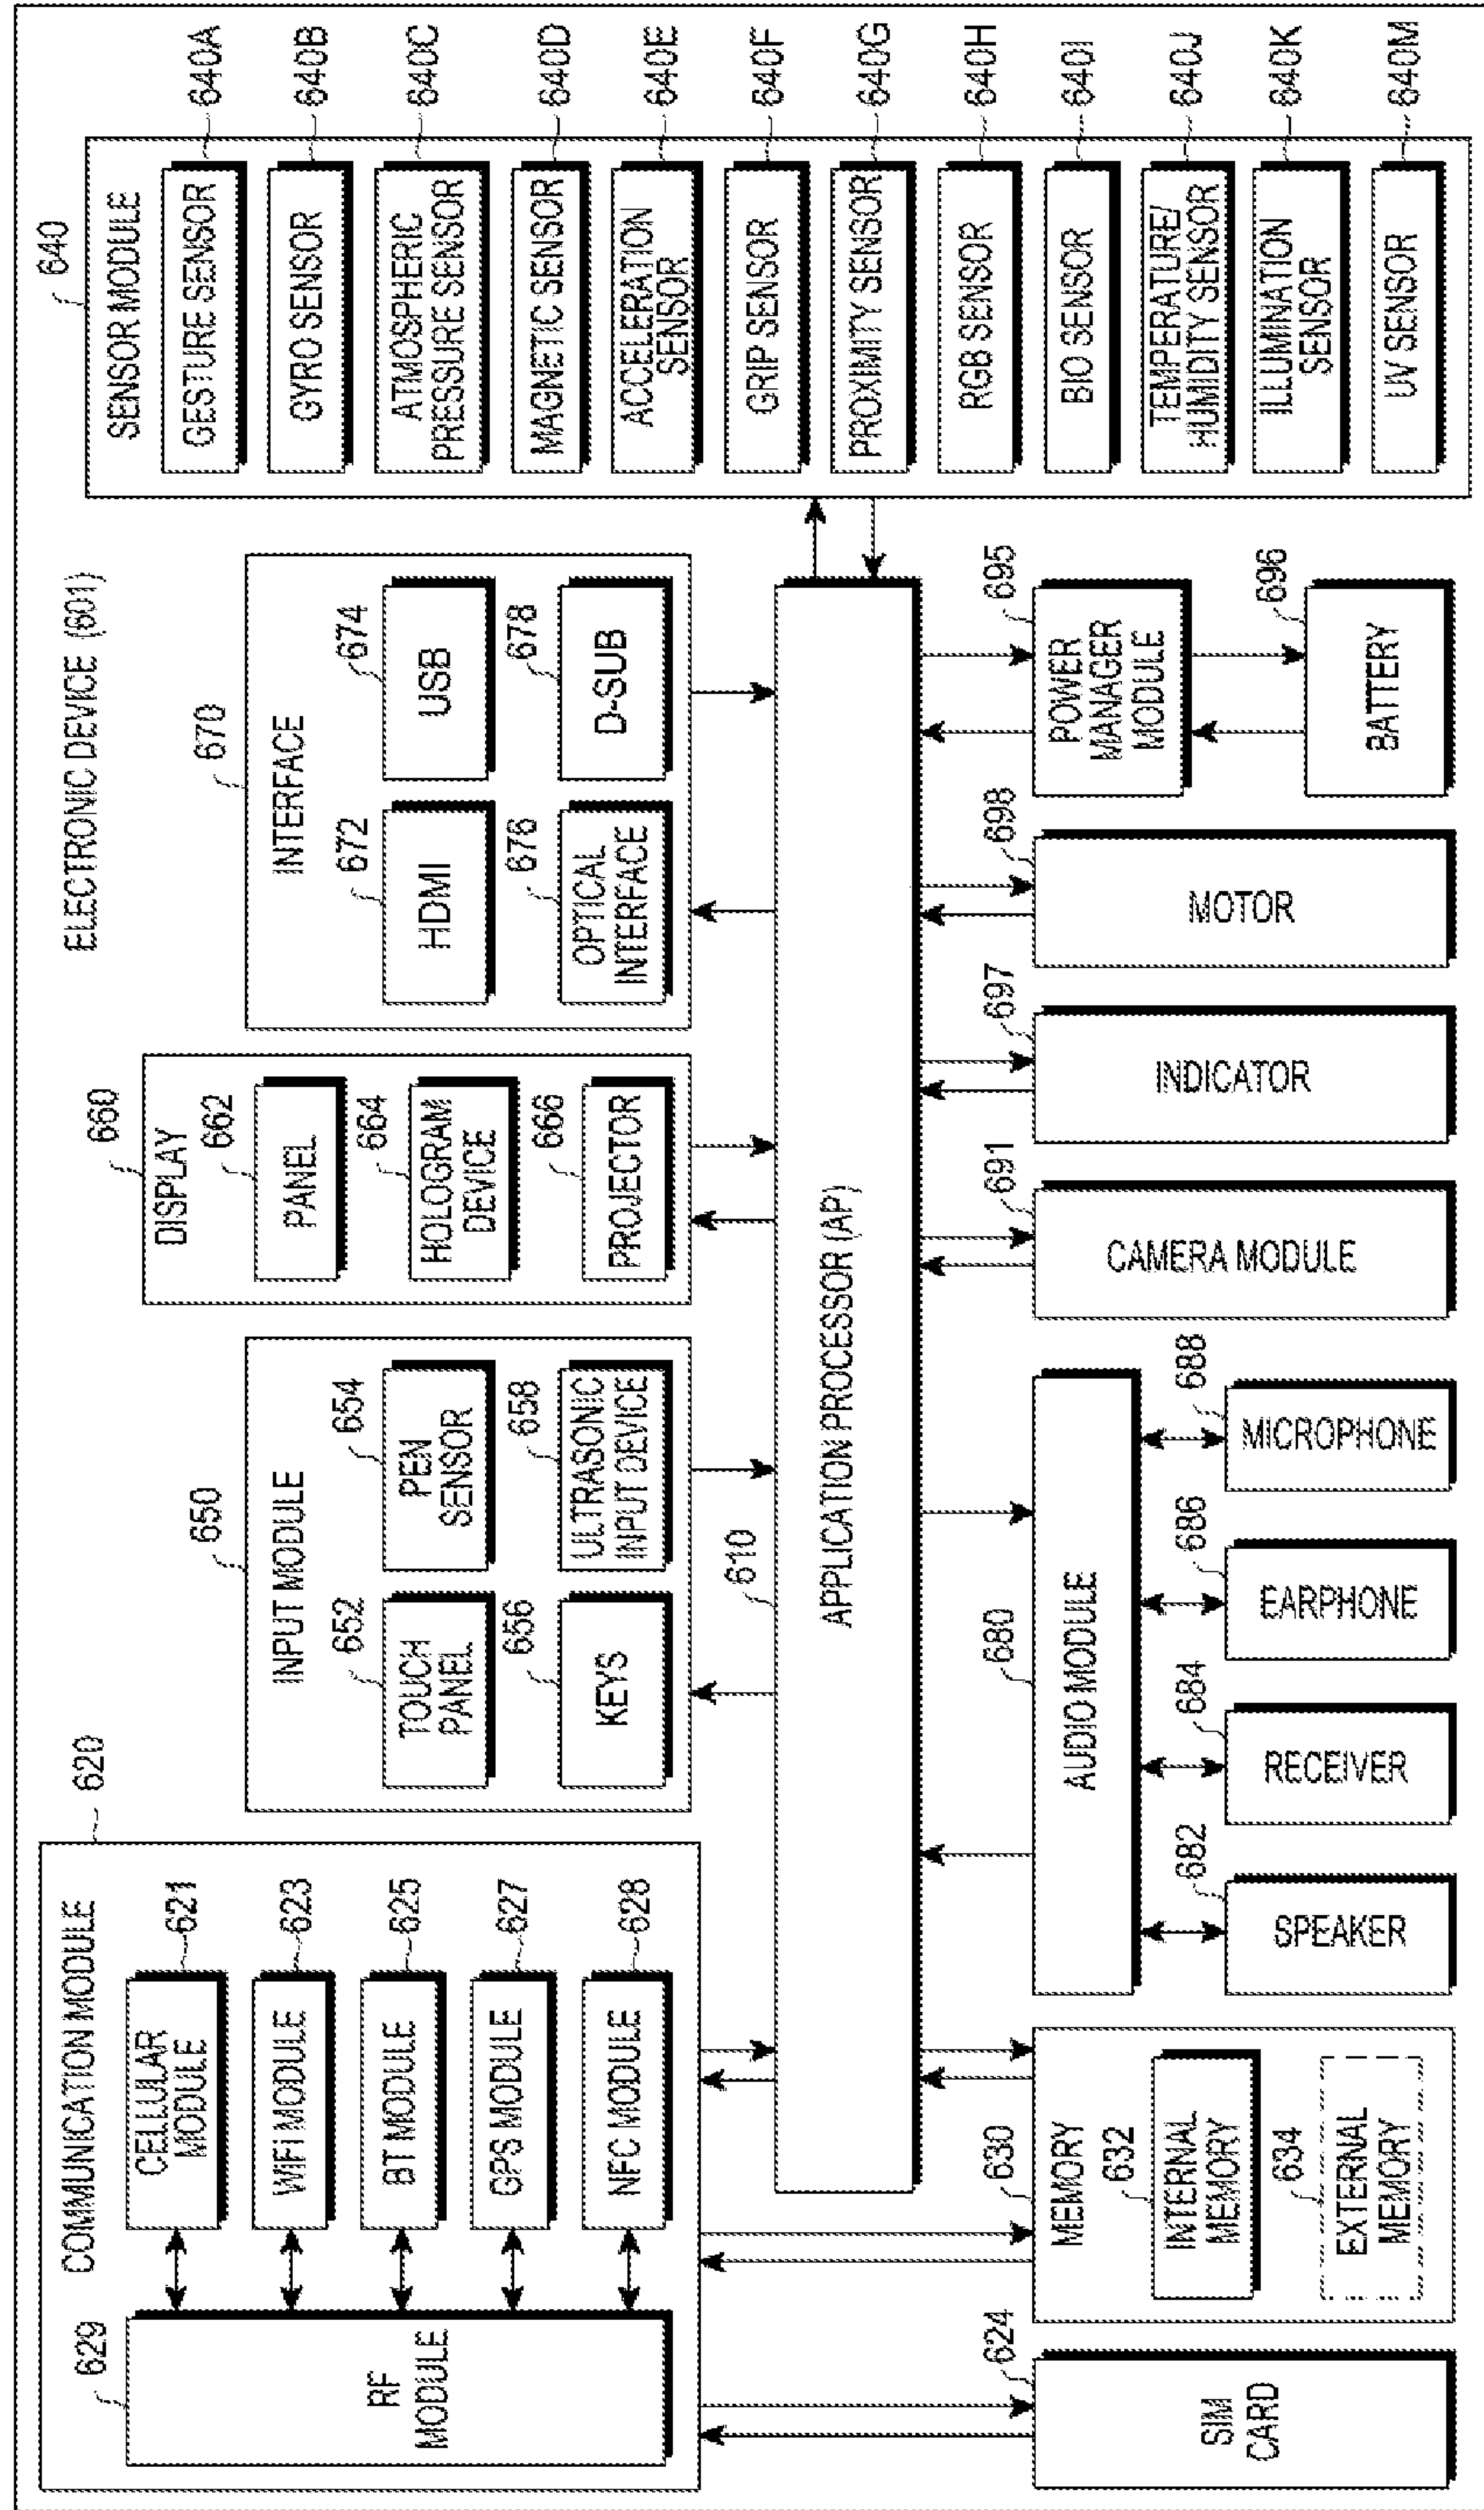 ELECTRONIC DEVICE (601)
COMMUNICATION MODULE
620
629
RF
MODULE
CELLULAR
MODULE
621
WiFi MODULE
623
BT MODULE
625
GPS MODULE
627
NFC MODULE
628
650
INPUT MODULE
652
TOUCH
PANEL
654
PEN
SENSOR
656
KEYS
658
ULTRASONIC
INPUT DEVICE
660
DISPLAY
662
PANEL
664
HOLOGRAM
DEVICE
666
PROJECTOR
670
INTERFACE
672
HDMI
674
USB
676
OPTICAL
INTERFACE
678
D-SUB
640
SENSOR MODULE
GESTURE SENSOR
640A
GYRO SENSOR
640B
ATMOSPHERIC
PRESSURE SENSOR
640C
MAGNETIC SENSOR
640D
ACCELERATION
SENSOR
640E
GRIP SENSOR
640F
PROXIMITY SENSOR
640G
RGB SENSOR
640H
BIO SENSOR
640I
TEMPERATURE/
HUMIDITY SENSOR
640J
ILLUMINATION
SENSOR
640K
UV SENSOR
640M
610
APPLICATION PROCESSOR (AP)
624
SIM
CARD
630
MEMORY
632
INTERNAL
MEMORY
634
EXTERNAL
MEMORY
680
AUDIO MODULE
682
SPEAKER
684
RECEIVER
686
EARPHONE
688
MICROPHONE
691
CAMERA MODULE
697
INDICATOR
698
MOTOR
695
POWER
MANAGER
MODULE
696
BATTERY